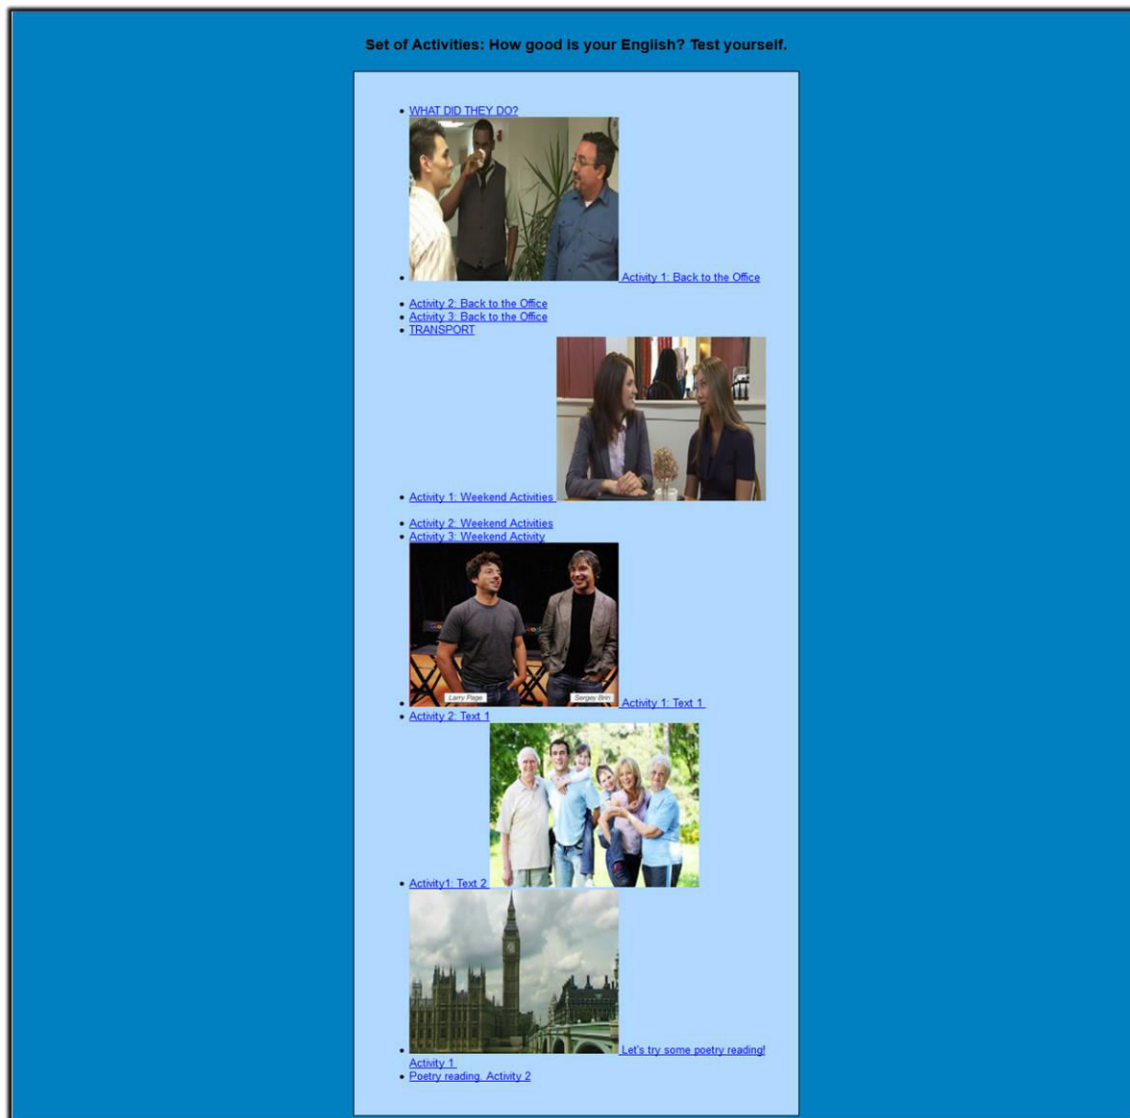 Set of Activities: How good is your English? Test yourself.
WHAT DID THEY DO?
Activity 1: Back to the Office
Activity 2: Back to the Office
Activity 3: Back to the Office
TRANSPORT
Activity 1: Weekend Activities
Activity 2: Weekend Activities
Activity 3: Weekend Activity
Larry Page Sergey Brin
Activity 1: Text 1
Activity 2: Text 1
Activity1: Text 2
Let's try some poetry reading!
Activity 1
Poetry reading. Activity 2